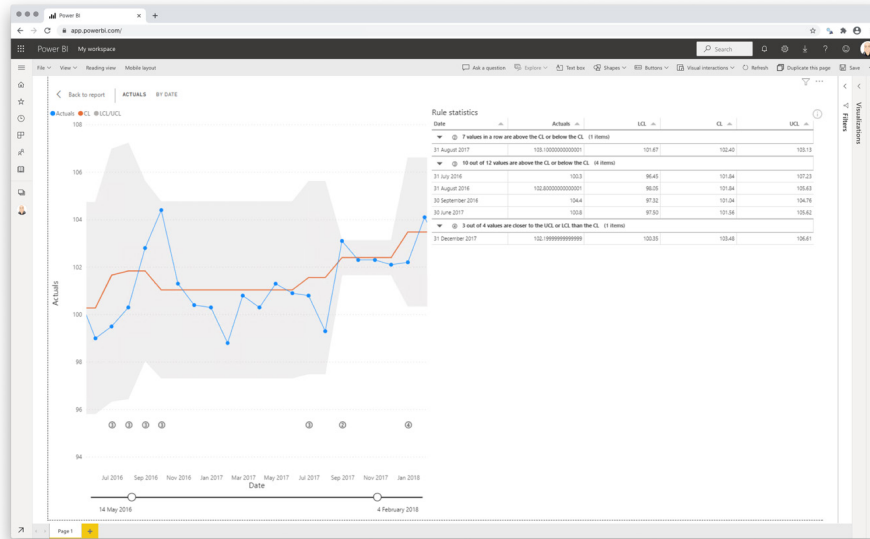 Power BI
app.powerbi.com/
Power BI My workspace Search
File View Reading view Mobile layout Ask a question Explore Text box Shapes Buttons Visual interactions Refresh Duplicate this page Save
Back to report ACTUALS BY DATE
Actuals CL LCL/UCL
108
106
104
102
100
98
96
94
Actuals
Jul 2016 Sep 2016 Nov 2016 Jan 2017 Mar 2017 May 2017 Jul 2017 Sep 2017 Nov 2017 Jan 2018
Date
14 May 2016 4 February 2018
Rule statistics
Date Actuals LCL CL UCL
7 values in a row are above the CL or below the CL (1 items)
31 August 2017 103.10000000000001 101.67 102.40 103.13
10 out of 12 values are above the CL or below the CL (4 items)
31 July 2016 100.3 96.45 101.84 107.23
31 August 2016 102.80000000000001 98.05 101.84 105.63
30 September 2016 104.4 97.32 101.04 104.76
30 June 2017 100.8 97.50 101.56 105.62
3 out of 4 values are closer to the UCL or LCL than the CL (1 items)
31 December 2017 102.19999999999999 100.35 103.48 106.61
Filters
Visualizations
Page 1